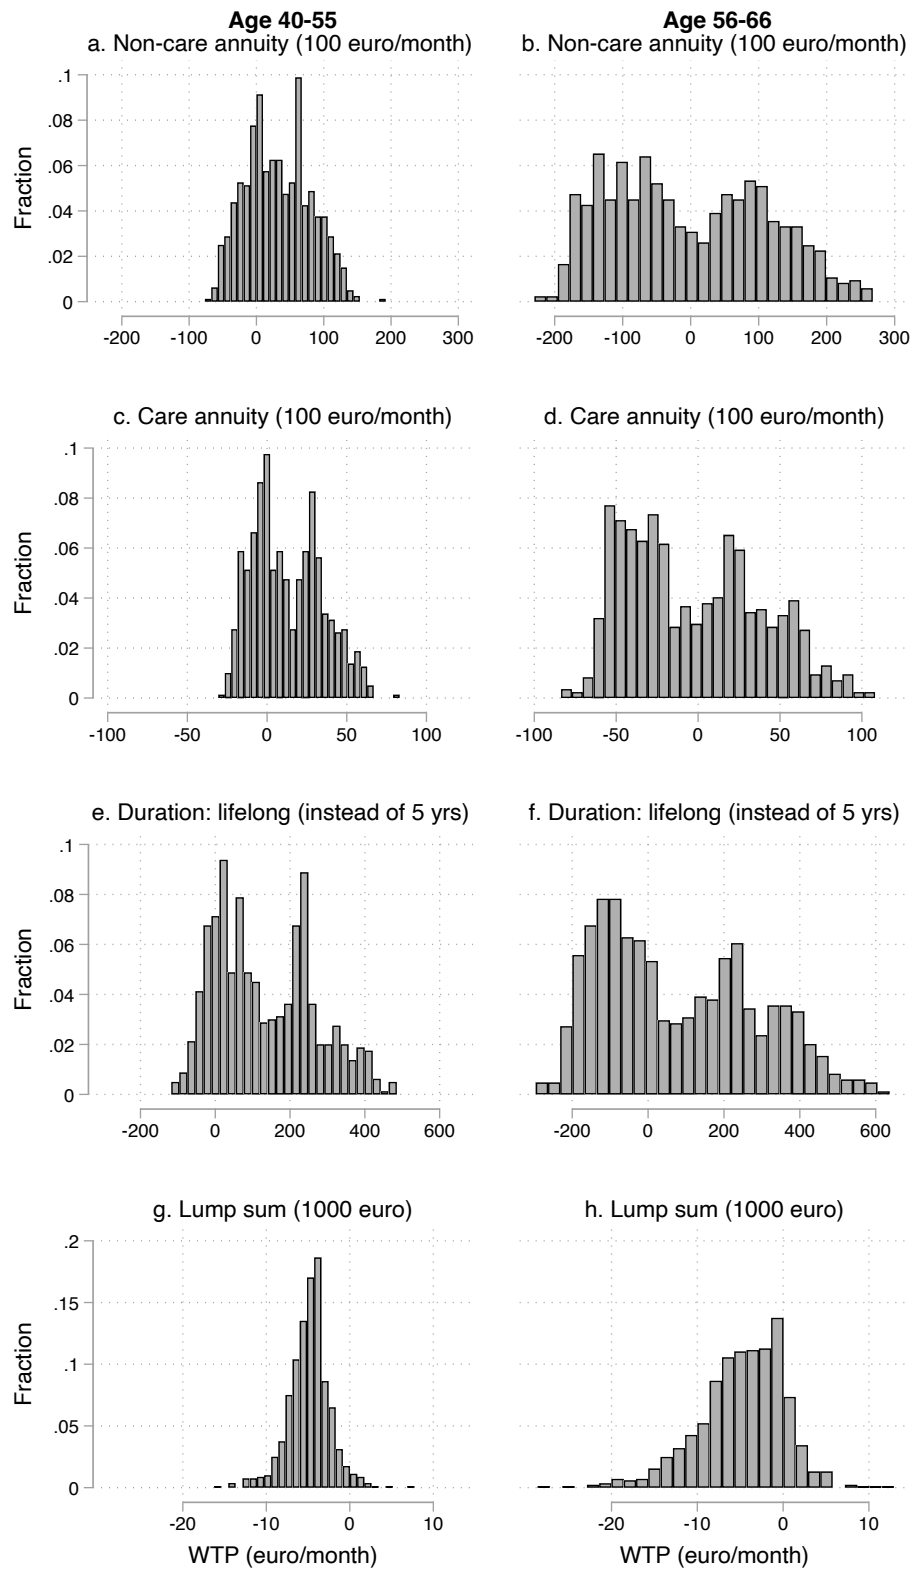 Age 40-55
Age 56-66
a. Non-care annuity (100 euro/month)
b. Non-care annuity (100 euro/month)
.1
.08
.06
.04
.02
0
Fraction
-200 -100 0 100 200 300
-200 -100 0 100 200 300
c. Care annuity (100 euro/month)
d. Care annuity (100 euro/month)
.1
.08
.06
.04
.02
0
Fraction
-100 -50 0 50 100
-100 -50 0 50 100
e. Duration: lifelong (instead of 5 yrs)
f. Duration: lifelong (instead of 5 yrs)
.1
.08
.06
.04
.02
0
Fraction
-200 0 200 400 600
-200 0 200 400 600
g. Lump sum (1000 euro)
h. Lump sum (1000 euro)
.2
.15
.1
.05
0
Fraction
-20 -10 0 10
-20 -10 0 10
WTP (euro/month)
WTP (euro/month)